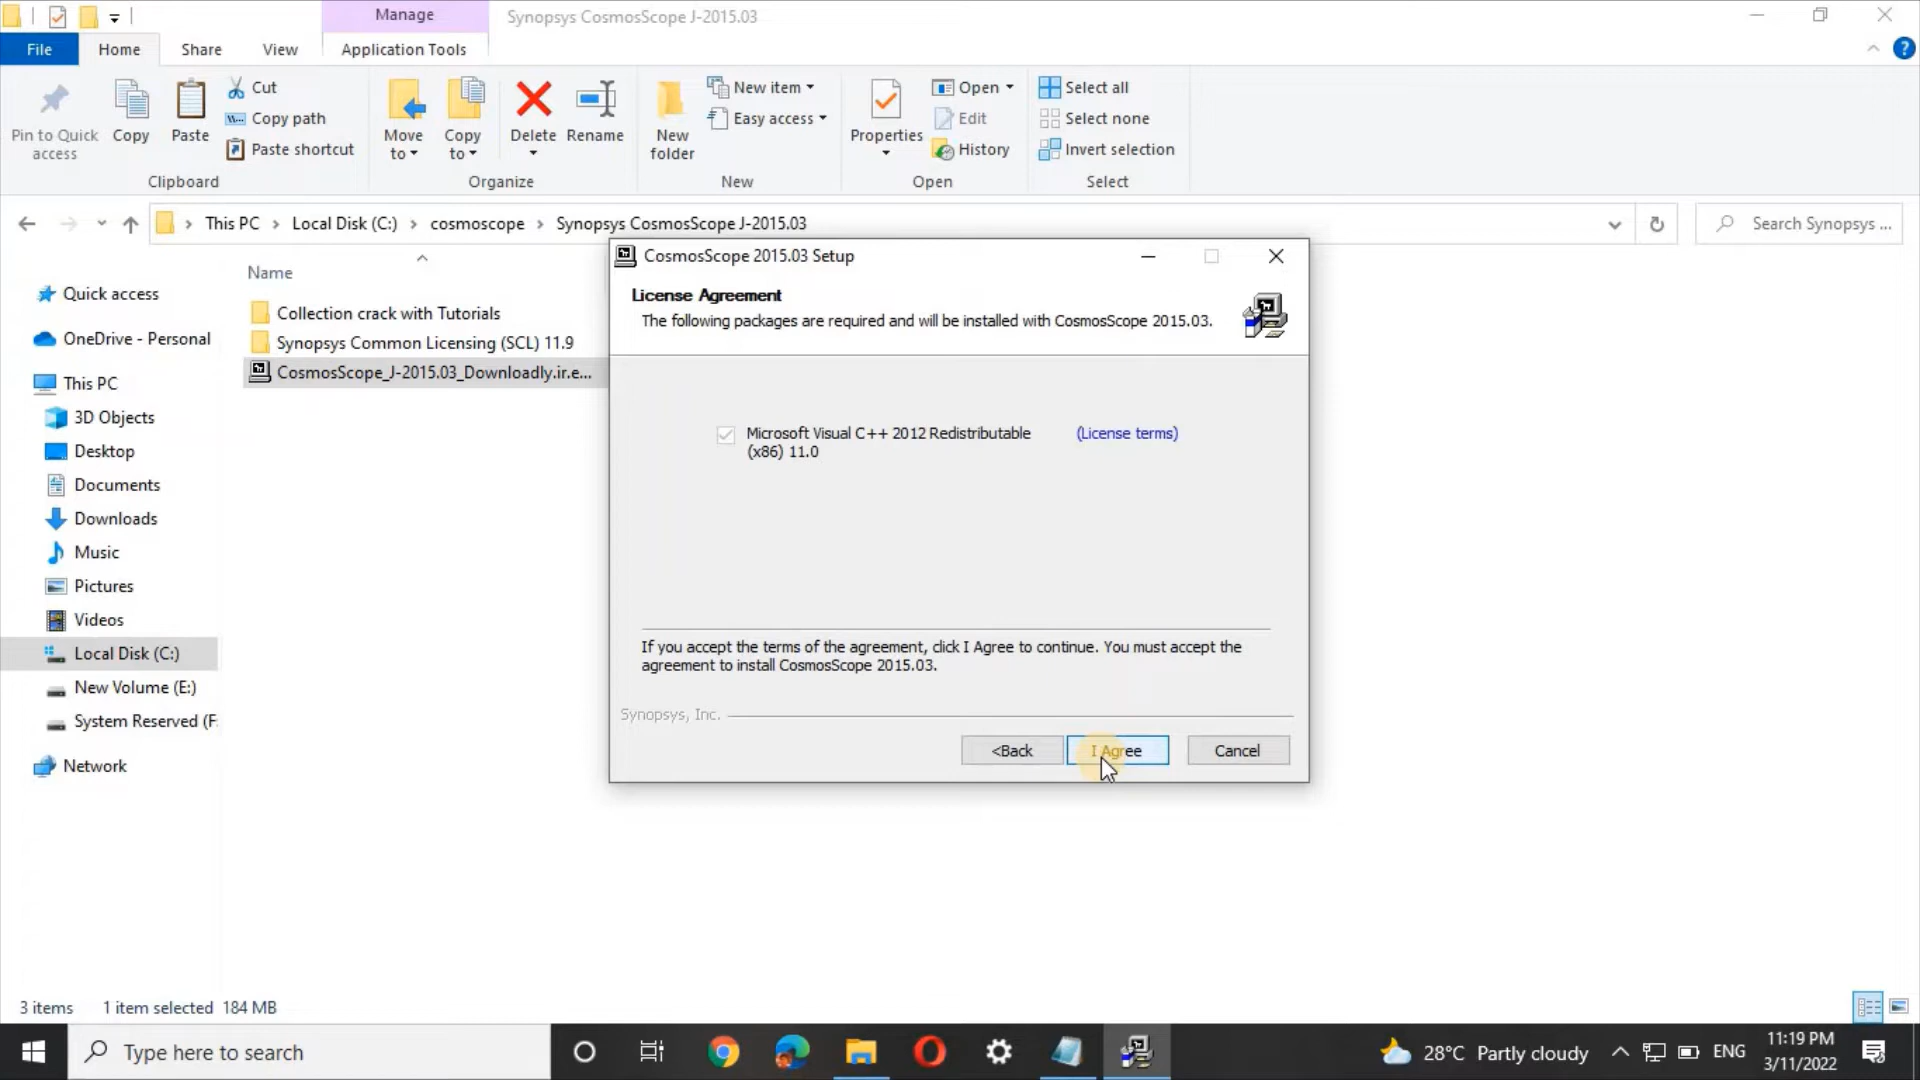 Manage
Synopsys CosmosScope J-2015.03
File
Home
Share
View
Application Tools
Pin to Quick access
Copy
Paste
Cut
Copy path
Paste shortcut
Clipboard
Move to
Copy to
Delete
Rename
Organize
New folder
New item
Easy access
New
Properties
Open
Edit
History
Open
Select all
Select none
Invert selection
Select
This PC
Local Disk (C:)
cosmoscope
Synopsys CosmosScope J-2015.03
Search Synopsys ...
Quick access
OneDrive - Personal
This PC
3D Objects
Desktop
Documents
Downloads
Music
Pictures
Videos
Local Disk (C:)
New Volume (E:)
System Reserved (F:
Network
Name
Collection crack with Tutorials
Synopsys Common Licensing (SCL) 11.9
CosmosScope_J-2015.03_Downloadly.ir.e...
CosmosScope 2015.03 Setup
License Agreement
The following packages are required and will be installed with CosmosScope 2015.03.
Microsoft Visual C++ 2012 Redistributable
(x86) 11.0
(License terms)
If you accept the terms of the agreement, click I Agree to continue. You must accept the
agreement to install CosmosScope 2015.03.
Synopsys, Inc.
<Back
I Agree
Cancel
3 items
1 item selected 184 MB
Type here to search
28°C Partly cloudy
ENG
11:19 PM
3/11/2022